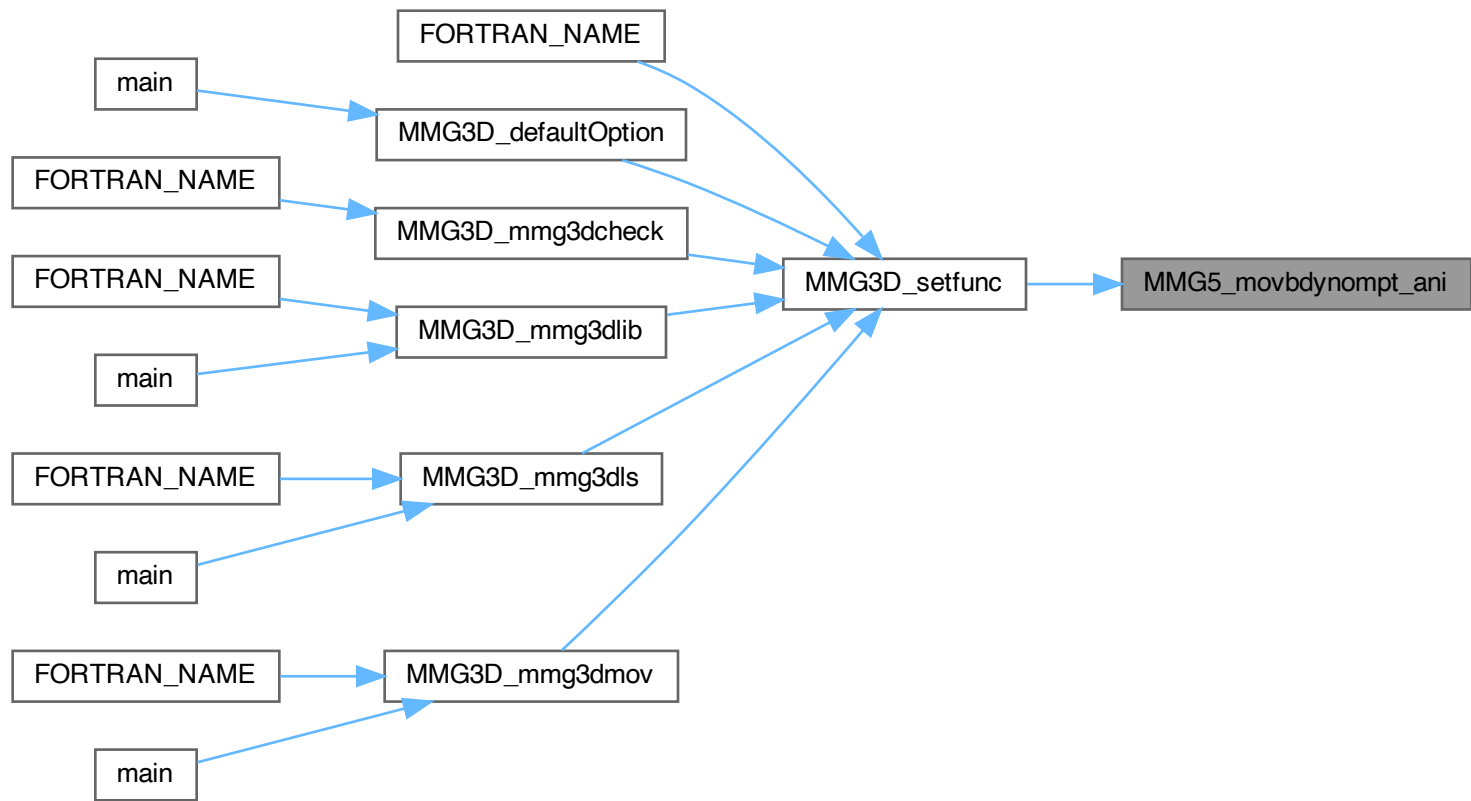 FORTRAN_NAME
main
MMG3D_defaultOption
FORTRAN_NAME
MMG3D_mmg3dcheck
FORTRAN_NAME
MMG3D_setfunc
MMG5_movbdynompt_ani
MMG3D_mmg3dlib
main
FORTRAN_NAME
MMG3D_mmg3dls
main
FORTRAN_NAME
MMG3D_mmg3dmov
main